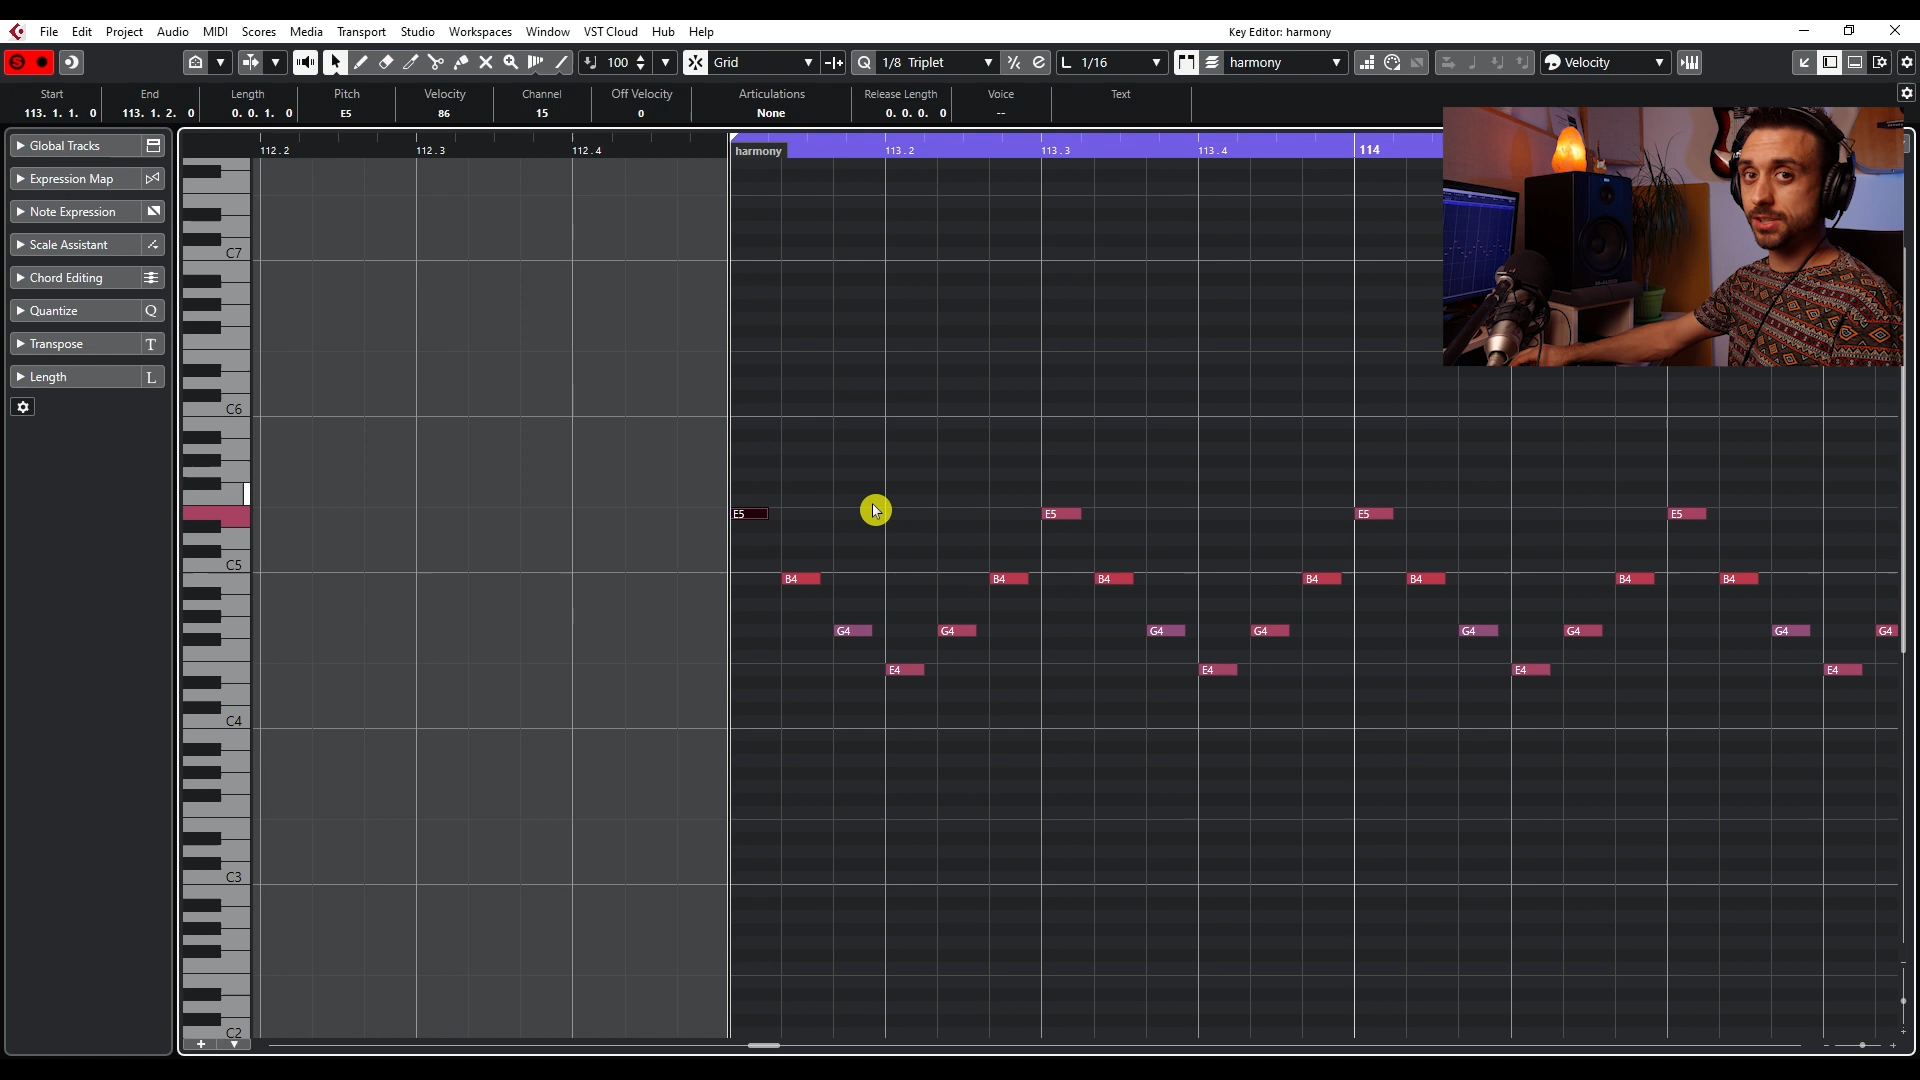 File Edit Project Audio MIDI Scores Media Transport Studio Workspaces Window VST Cloud Hub Help Key Editor: harmony
S 100 Grid Q 1/8 Triplet L 1/16 harmony Velocity
Start End Length Pitch Velocity Channel Off Velocity Articulations Release Length Voice Text
113. 1. 1. 0 113. 1. 2. 0 0. 0. 1. 0 E5 86 15 0 None 0. 0. 0. 0 --
Global Tracks
Expression Map
Note Expression
Scale Assistant
Chord Editing
Quantize Q
Transpose T
Length L
112.2 112.3 112.4 harmony 113.2 113.3 113.4 114
C7
C6
E5 E5 E5 E5
C5
B4 B4 B4 B4 B4 B4 B4
G4 G4 G4 G4 G4 G4 G4 G4
E4 E4 E4 E4
C4
C3
C2